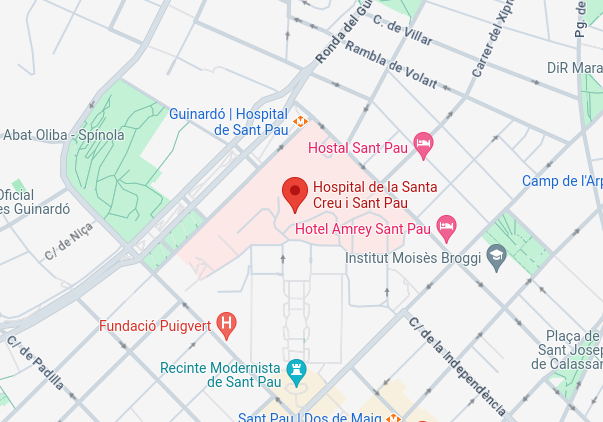 C. de Villar
Ronda del Gui
Rambla de Volart
Carrer del Xipr
Pg. de
DiR Mara
Guinardó | Hospital
de Sant Pau
Abat Oliba - Spínola
Hostal Sant Pau
Hospital de la Santa
Creu i Sant Pau
Camp de l'Arp
Oficial
es Guinardó
C/ de Niça
Hotel Amrey Sant Pau
Institut Moisès Broggi
Fundació Puigvert
H
C/ de Padilla
C/ de la Independència
Plaça de
Sant Josep
de Calassan
Recinte Modernista
de Sant Pau
Sant Pau | Dos de Maig